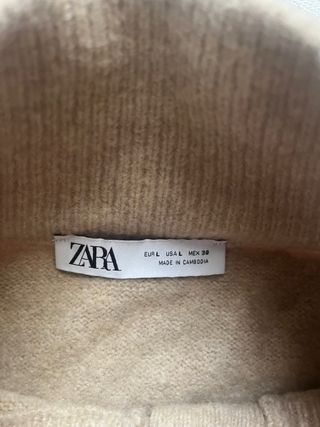 ZARA
EUR L USA L MEX 30
MADE IN CAMBODIA